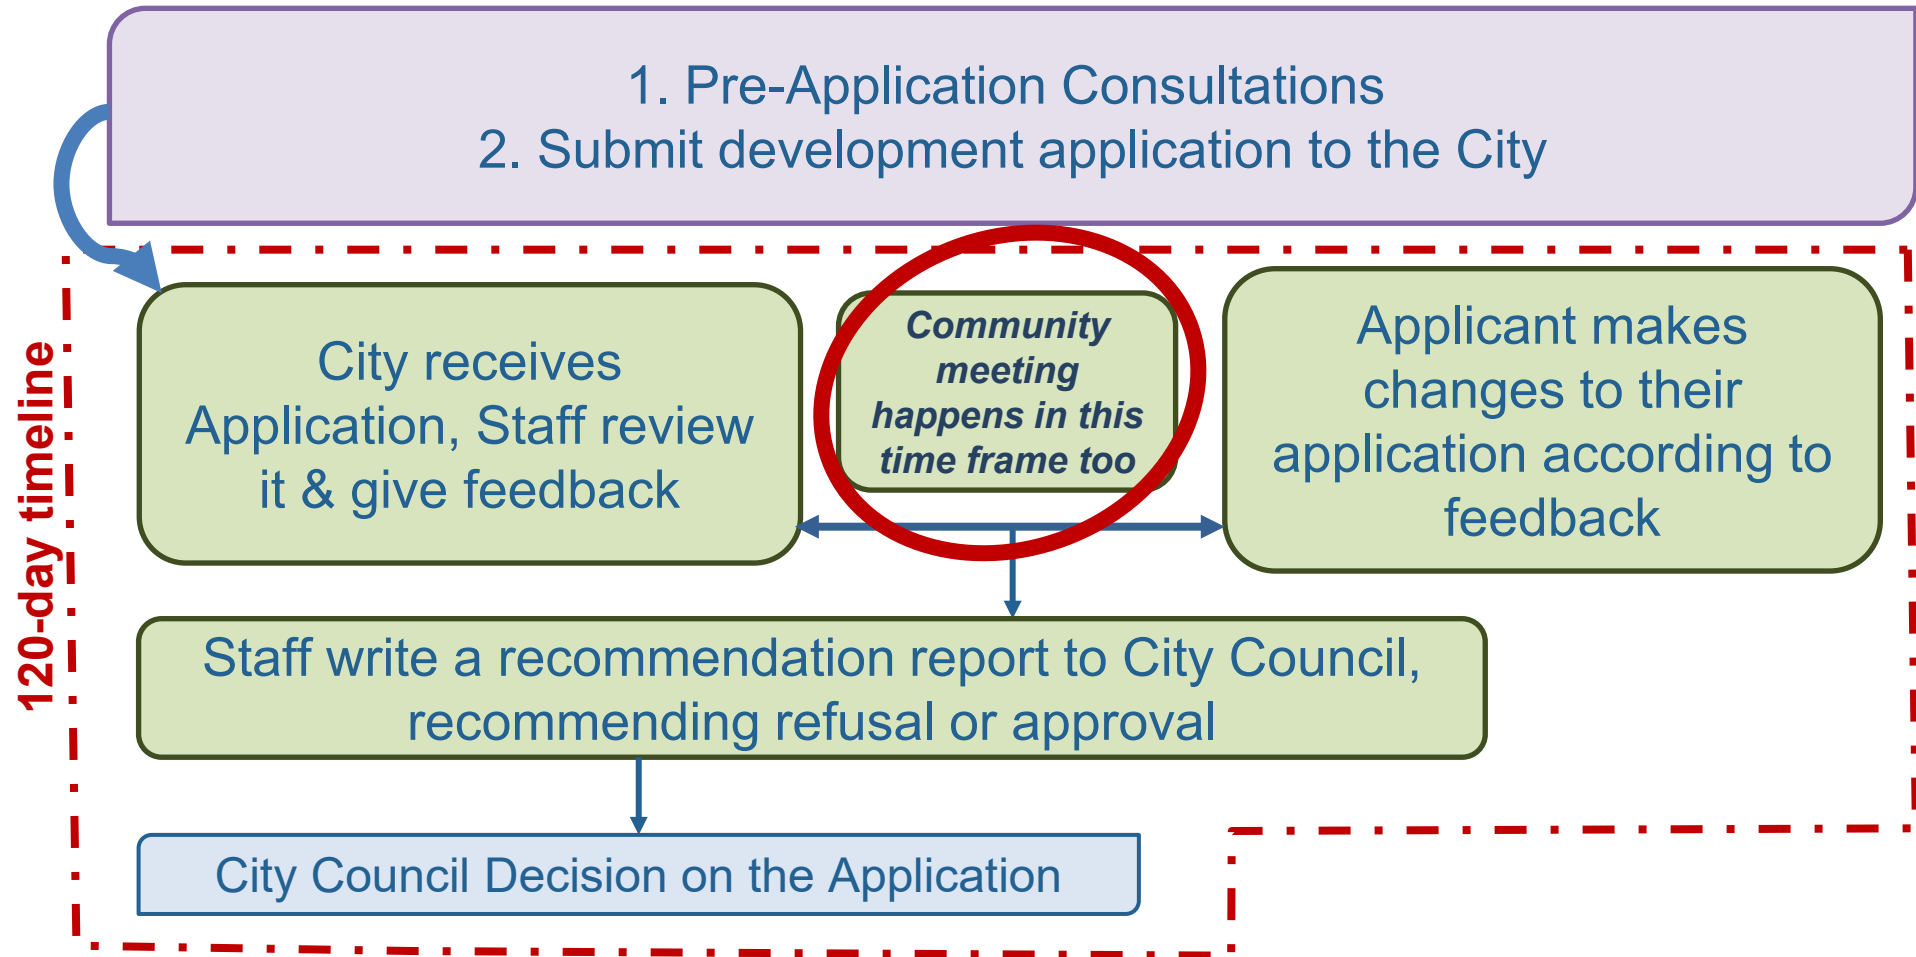 1. Pre-Application Consultations
2. Submit development application to the City
120-day timeline
City receives
Application, Staff review
it & give feedback
Community
meeting
happens in this
time frame too
Applicant makes
changes to their
application according to
feedback
Staff write a recommendation report to City Council,
recommending refusal or approval
City Council Decision on the Application